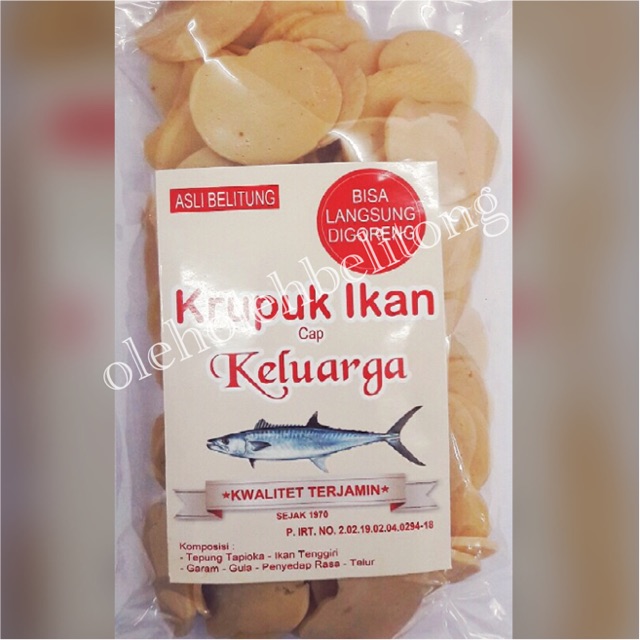 ASLI BELITUNG
BISA
LANGSUNG
DIGORENG
Krupuk Ikan
Cap
Keluarga
★KWALITET TERJAMIN★
SEJAK 1970
P. IRT. NO. 2.02.19.02.04.0294-18
Komposisi :
- Tepung Tapioka - Ikan Tenggiri
- Garam - Gula - Penyedap Rasa - Telur